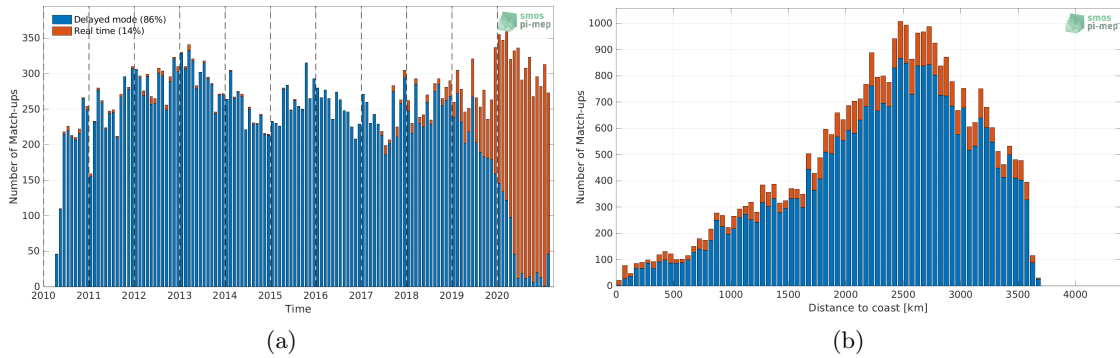 Delayed mode (86%)
Real time (14%)
smos
pi-mep
350
300
250
200
150
100
50
0
Number of Match-ups
2010 2011 2012 2013 2014 2015 2016 2017 2018 2019 2020
Time
(a)
smos
pi-mep
1000
900
800
700
600
500
400
300
200
100
0
Number of Match-ups
0 500 1000 1500 2000 2500 3000 3500 4000
Distance to coast [km]
(b)